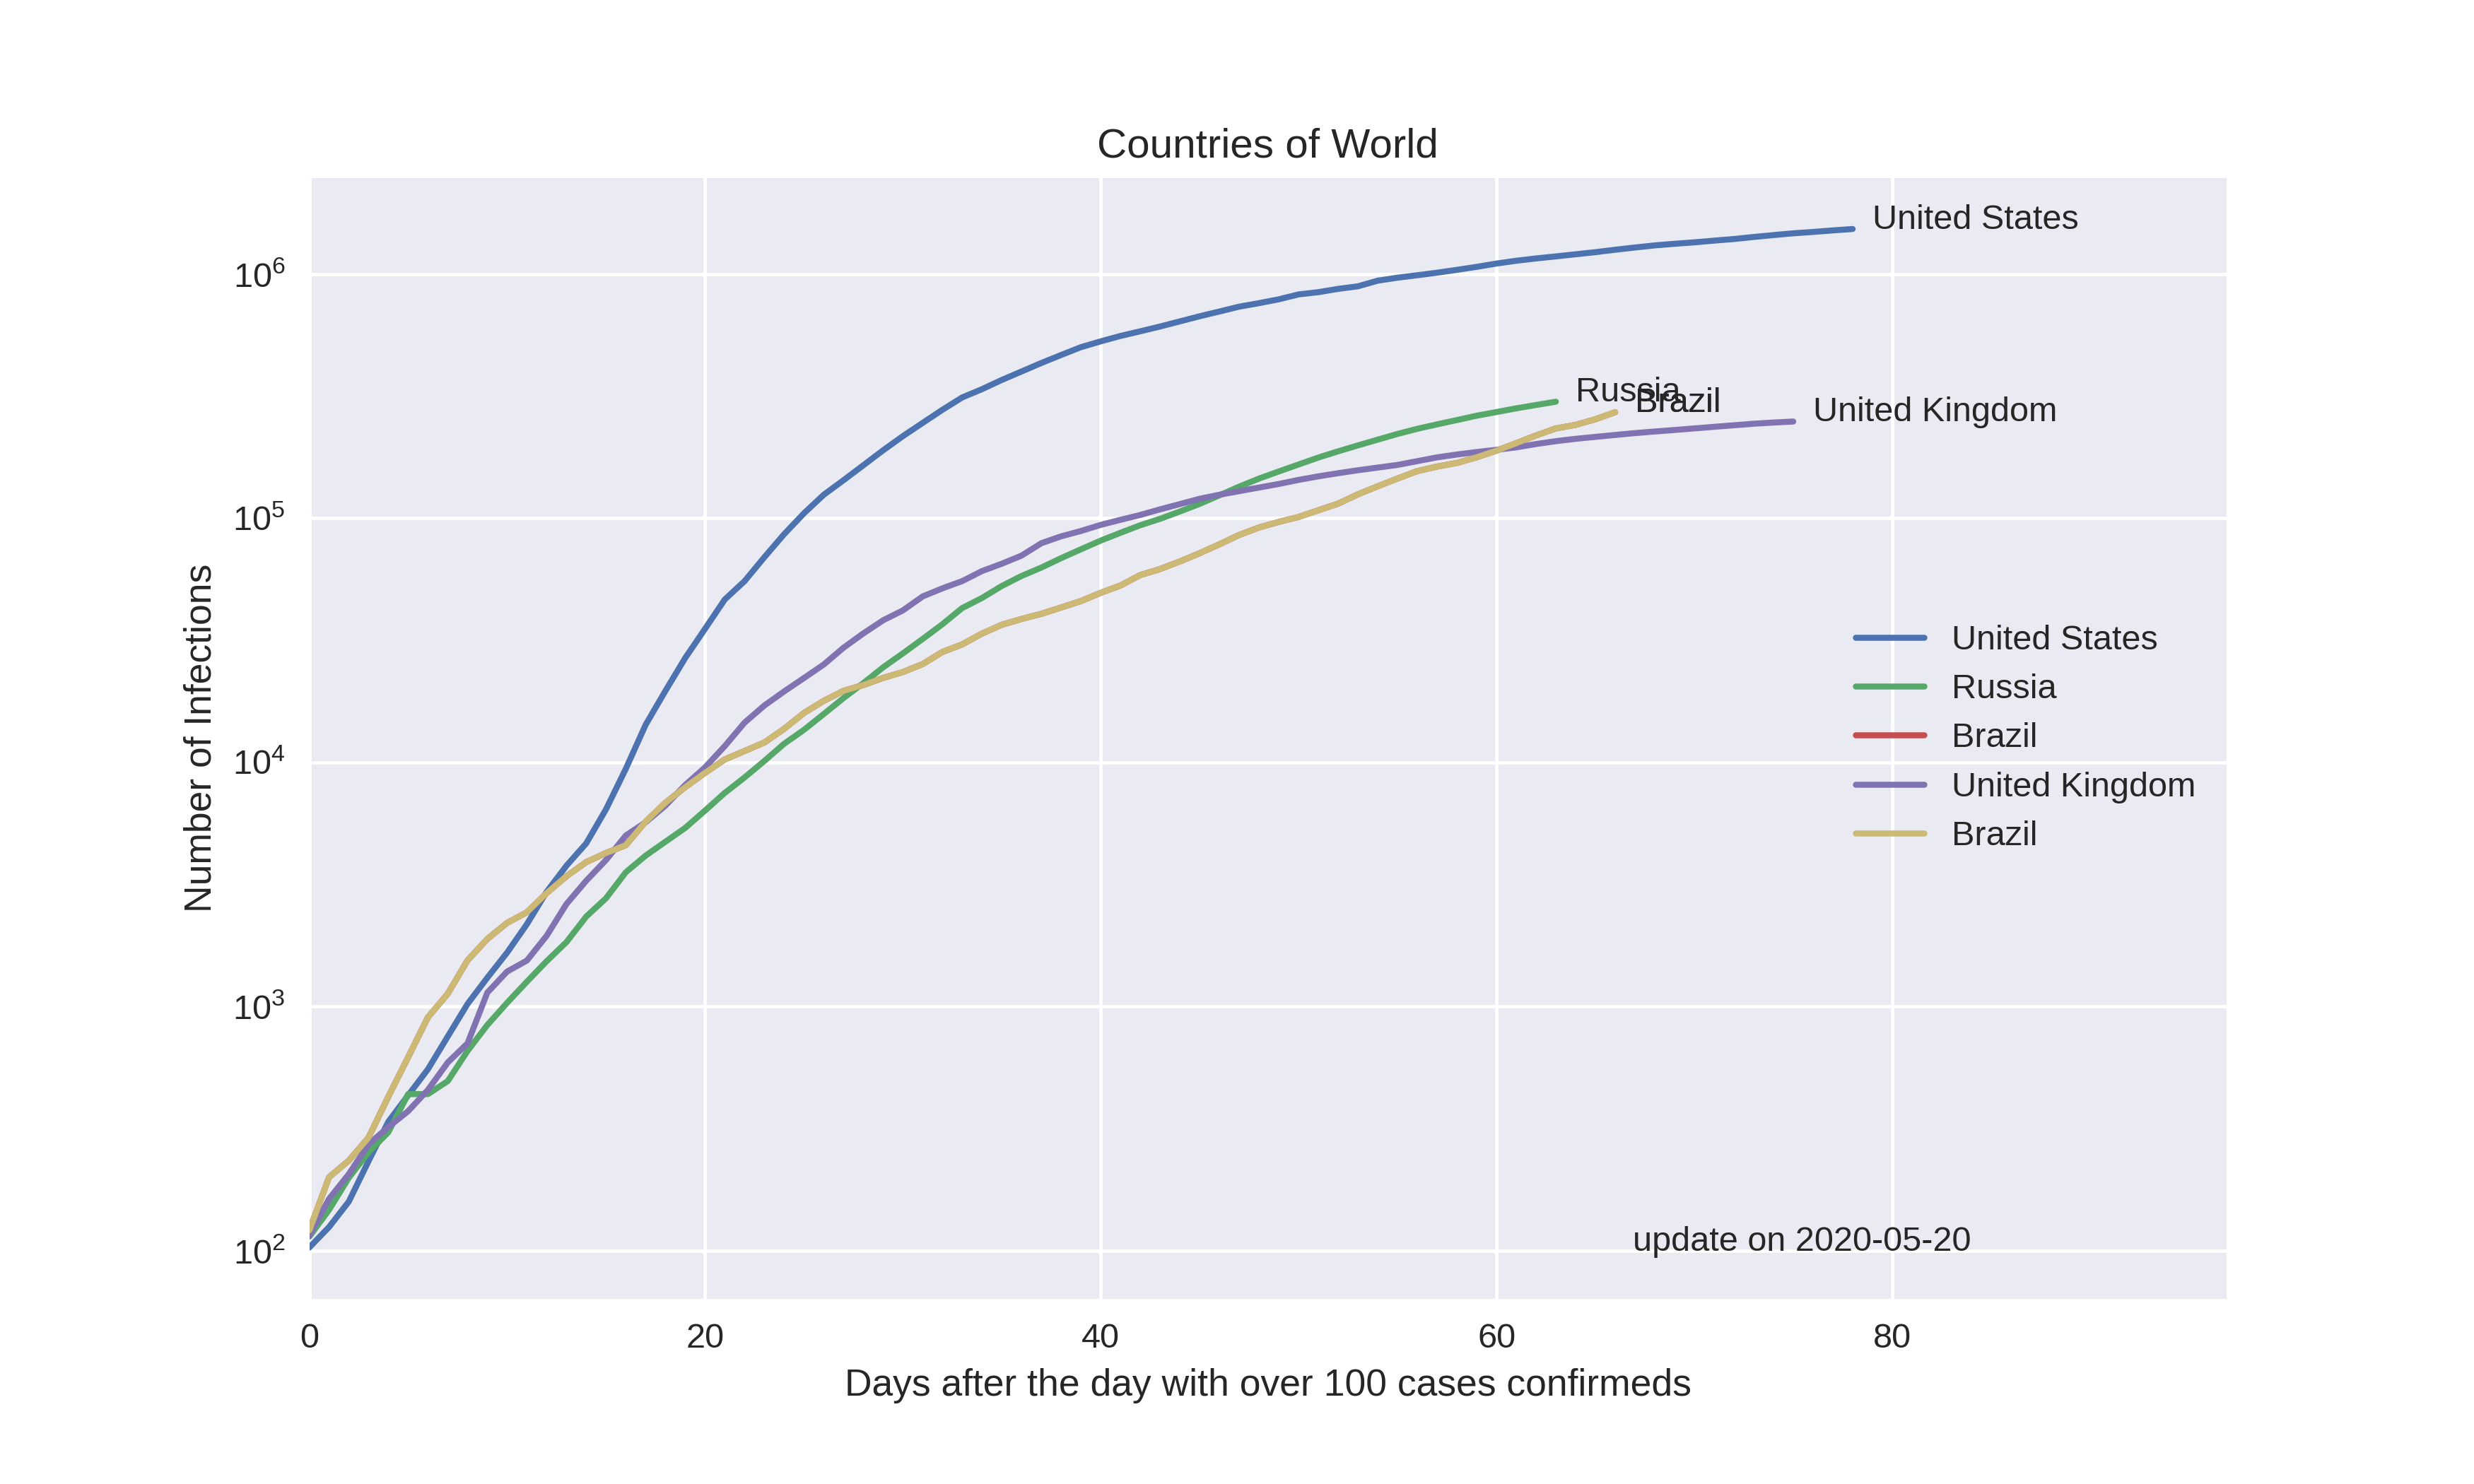 Countries of World
United States
10⁶
Russia
Brazil
United Kingdom
10⁵
Number of Infections
United States
Russia
10⁴
Brazil
United Kingdom
Brazil
10³
update on 2020-05-20
10²
0 20 40 60 80
Days after the day with over 100 cases confirmeds